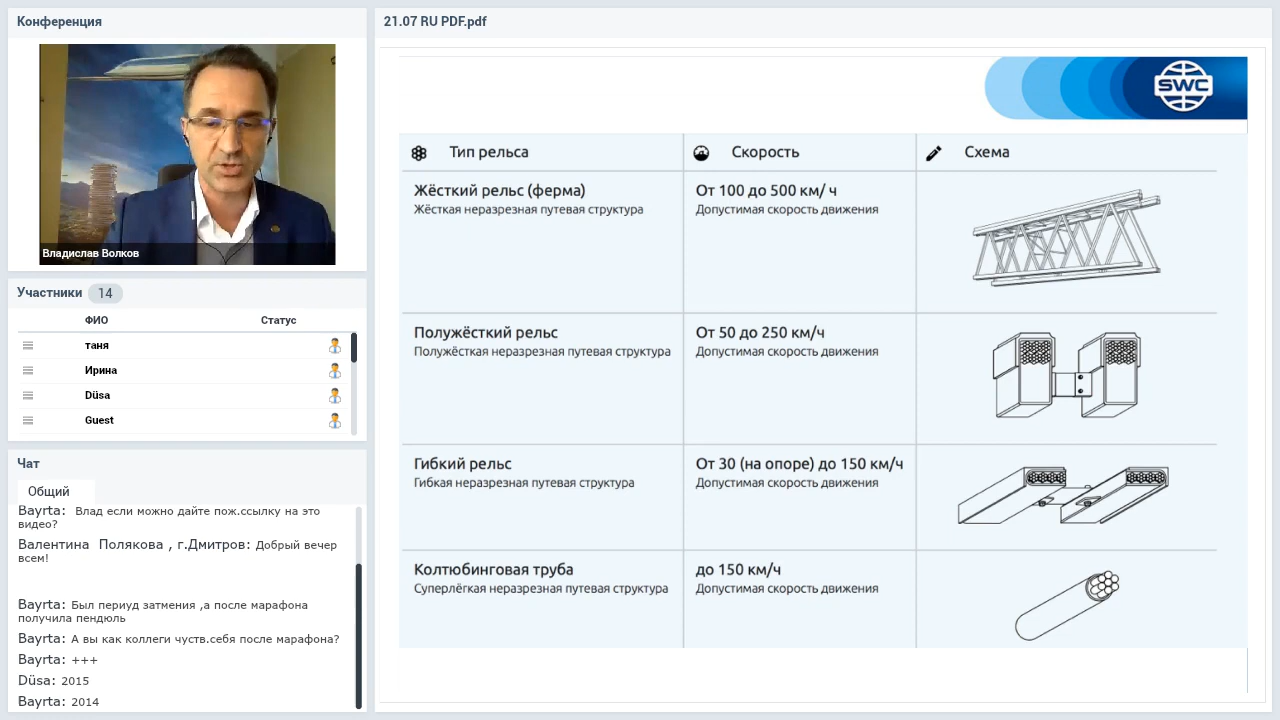 Конференция
Владислав Волков
Участники 14
ФИО Статус
таня
Ирина
Düsa
Guest
Чат
Общий
Bayrta: Влад если можно дайте пож.ссылку на это
видео?
Валентина Полякова , г.Дмитров: Добрый вечер
всем!
Bayrta: Был периуд затмения ,а после марафона
получила пендюль
Bayrta: А вы как коллеги чуств.себя после марафона?
Bayrta: +++
Düsa: 2015
Bayrta: 2014
21.07 RU PDF.pdf
SWC
Тип рельса Скорость Схема
Жёсткий рельс (ферма) От 100 до 500 км/ ч
Жёсткая неразрезная путевая структура Допустимая скорость движения
Полужёсткий рельс От 50 до 250 км/ч
Полужёсткая неразрезная путевая структура Допустимая скорость движения
Гибкий рельс От 30 (на опоре) до 150 км/ч
Гибкая неразрезная путевая структура Допустимая скорость движения
Колтюбинговая труба до 150 км/ч
Суперлёгкая неразрезная путевая структура Допустимая скорость движения